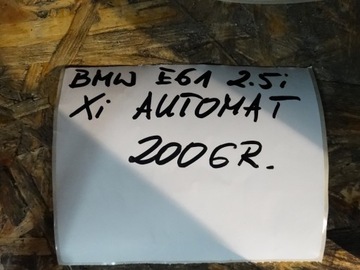 BMW E61 2.5i
Xi AUTOMAT
2006R.